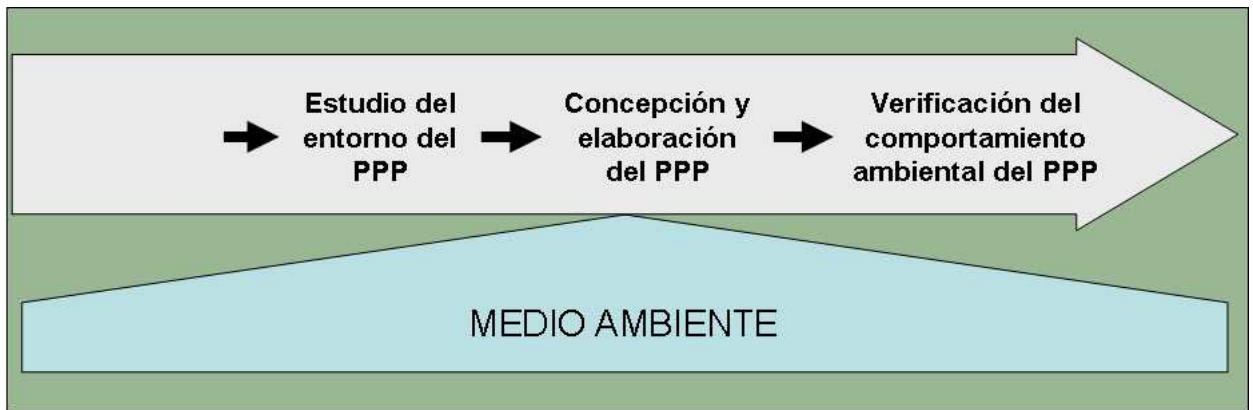 Estudio del
entorno del
PPP
Concepción y
elaboración
del PPP
Verificación del
comportamiento
ambiental del PPP
MEDIO AMBIENTE